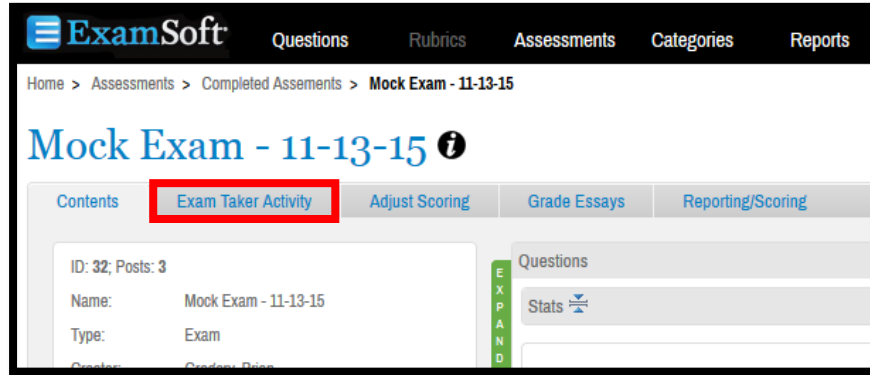 ExamSoft Questions Rubrics Assessments Categories Reports
Home > Assessments > Completed Assements > Mock Exam - 11-13-15
Mock Exam - 11-13-15 i
Contents Exam Taker Activity Adjust Scoring Grade Essays Reporting/Scoring
ID: 32; Posts: 3
Name: Mock Exam - 11-13-15
Type: Exam
EXPAND
Questions
Stats